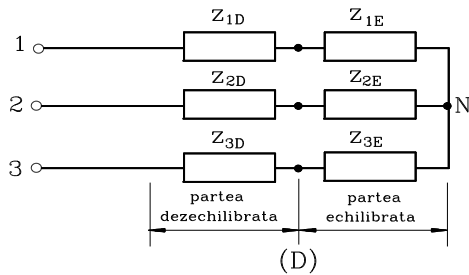 Z1D Z1E
1
Z2D Z2E
2 N
Z3D Z3E
3
partea partea
dezechilibrata echilibrata
(D)